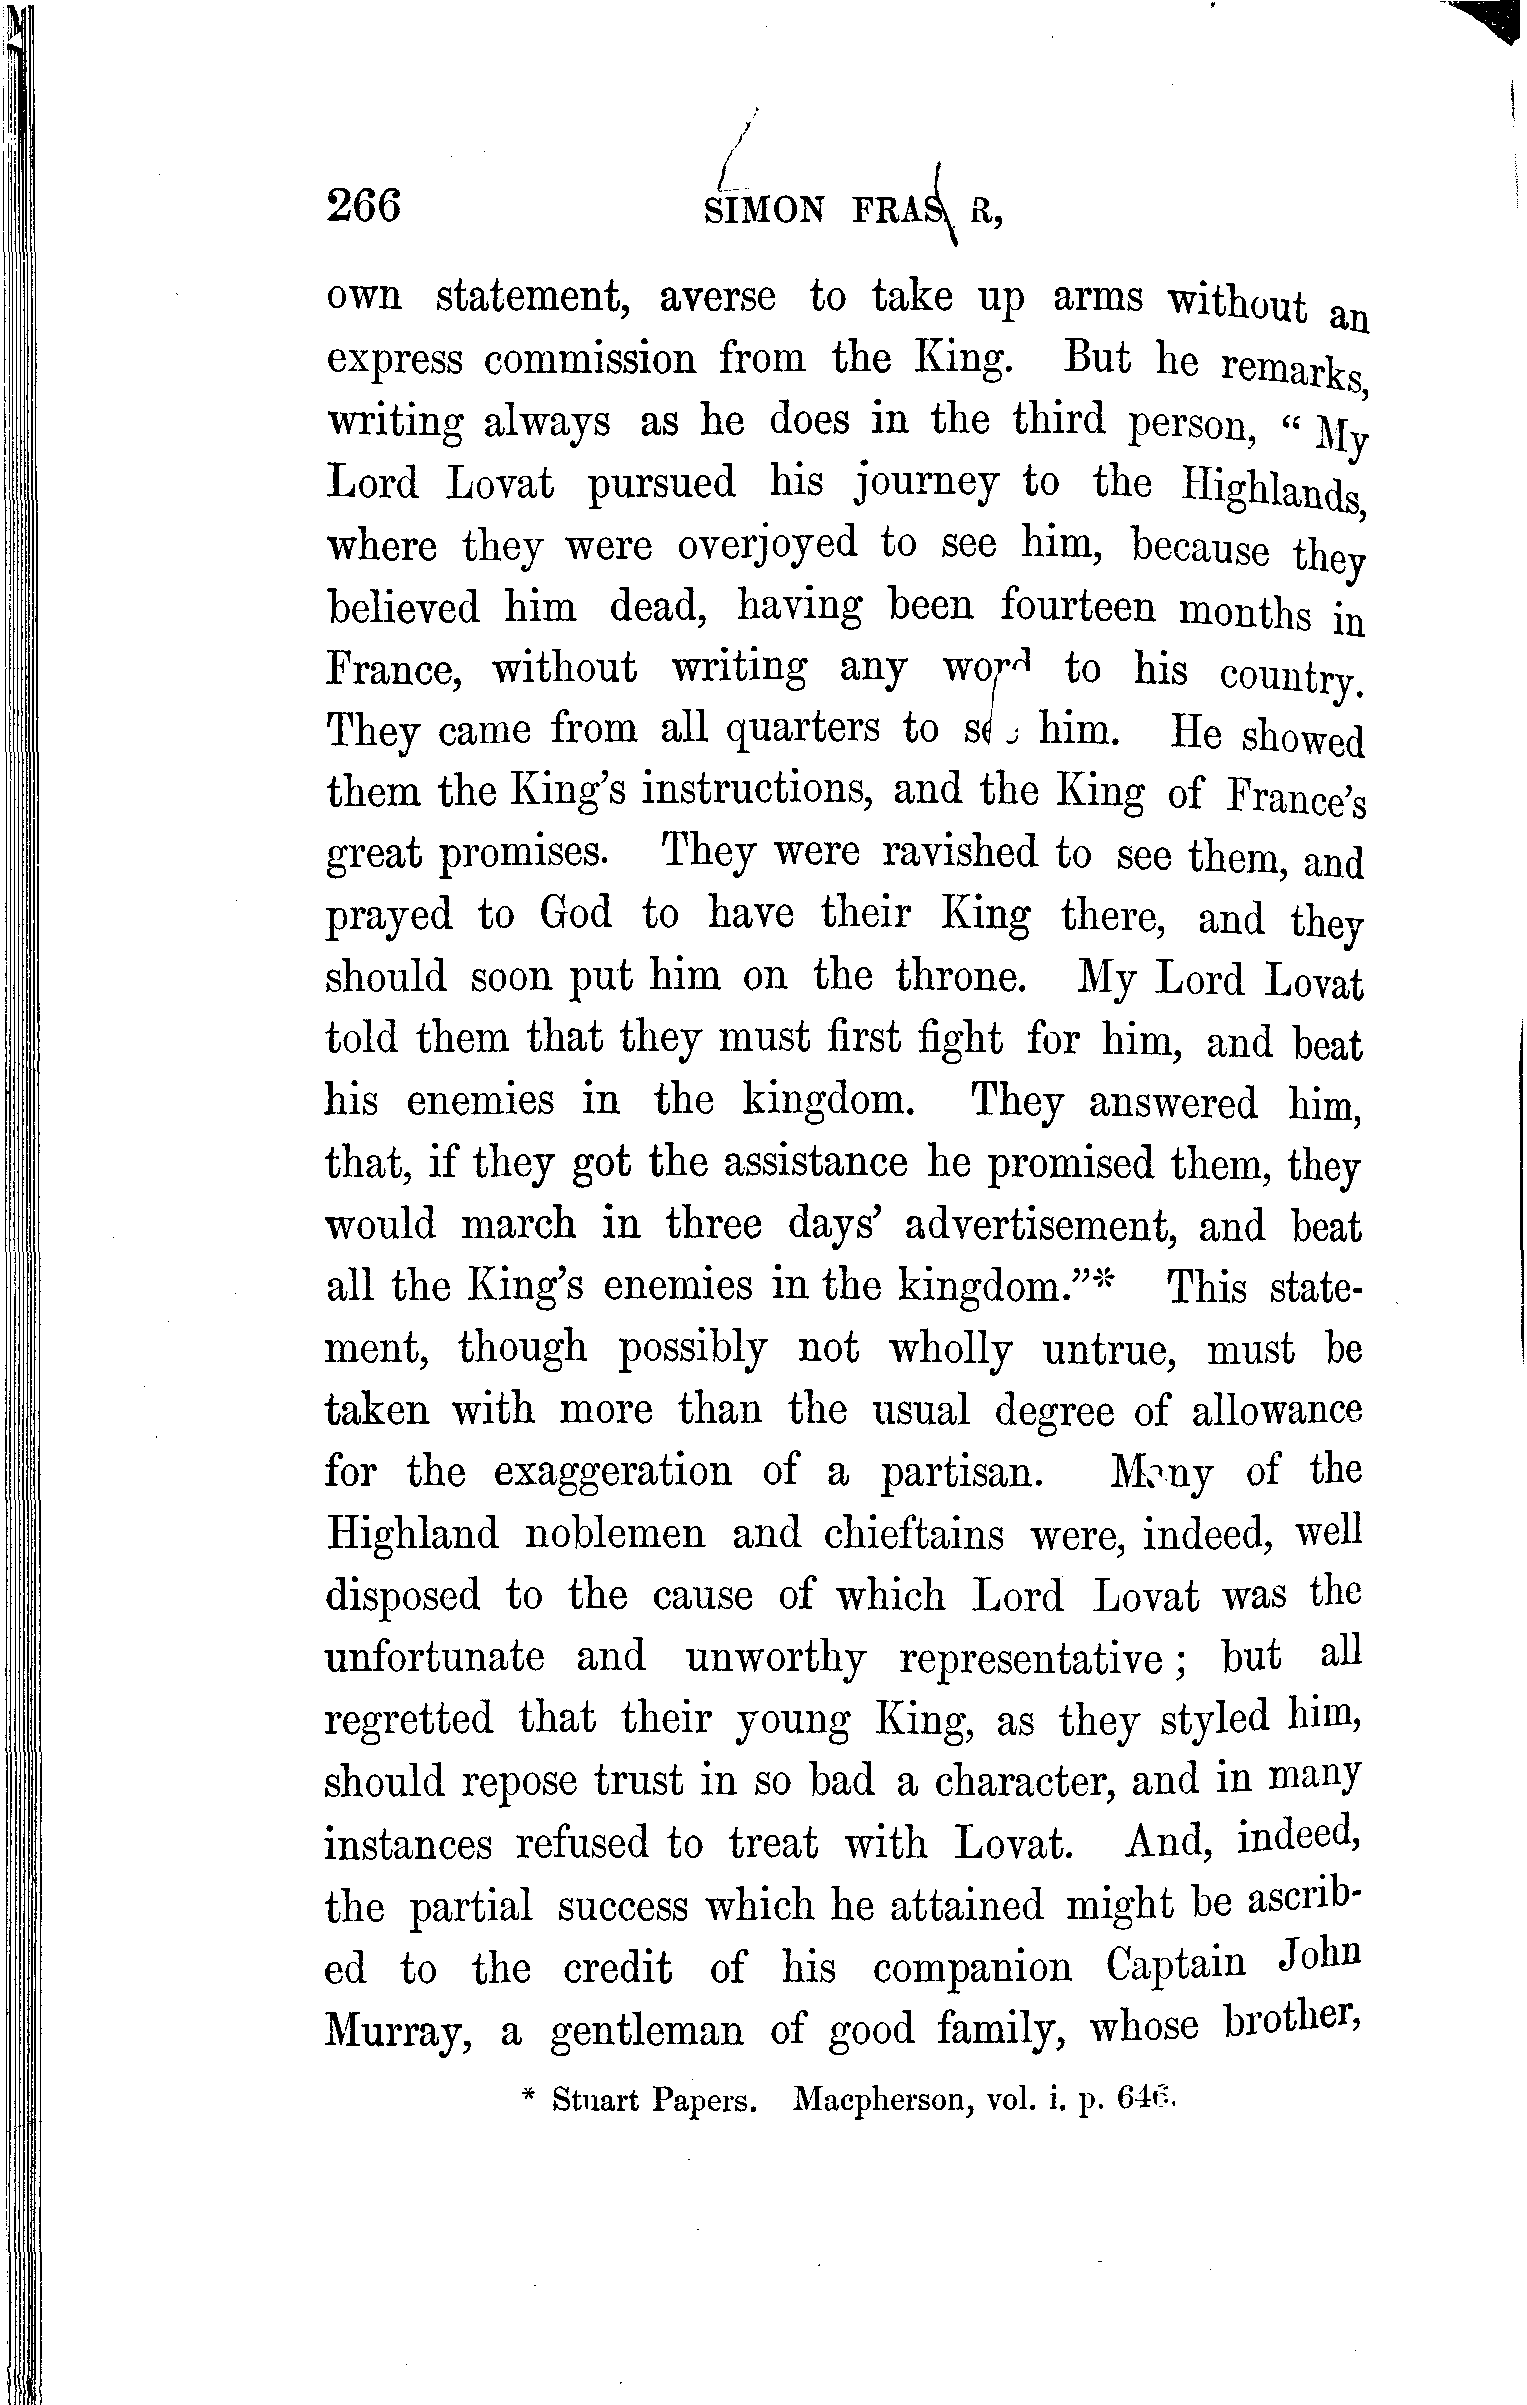 266 SIMON FRASER,
own statement, averse to take up arms without an
express commission from the King. But he remarks,
writing always as he does in the third person, “ My
Lord Lovat pursued his journey to the Highlands,
where they were overjoyed to see him, because they
believed him dead, having been fourteen months in
France, without writing any word to his country.
They came from all quarters to see him. He showed
them the King’s instructions, and the King of France’s
great promises. They were ravished to see them, and
prayed to God to have their King there, and they
should soon put him on the throne. My Lord Lovat
told them that they must first fight for him, and beat
his enemies in the kingdom. They answered him,
that, if they got the assistance he promised them, they
would march in three days’ advertisement, and beat
all the King’s enemies in the kingdom.”* This state-
ment, though possibly not wholly untrue, must be
taken with more than the usual degree of allowance
for the exaggeration of a partisan. Many of the
Highland noblemen and chieftains were, indeed, well
disposed to the cause of which Lord Lovat was the
unfortunate and unworthy representative ; but all
regretted that their young King, as they styled him,
should repose trust in so bad a character, and in many
instances refused to treat with Lovat. And, indeed,
the partial success which he attained might be ascrib-
ed to the credit of his companion Captain John
Murray, a gentleman of good family, whose brother,
* Stuart Papers. Macpherson, vol. i. p. 646.